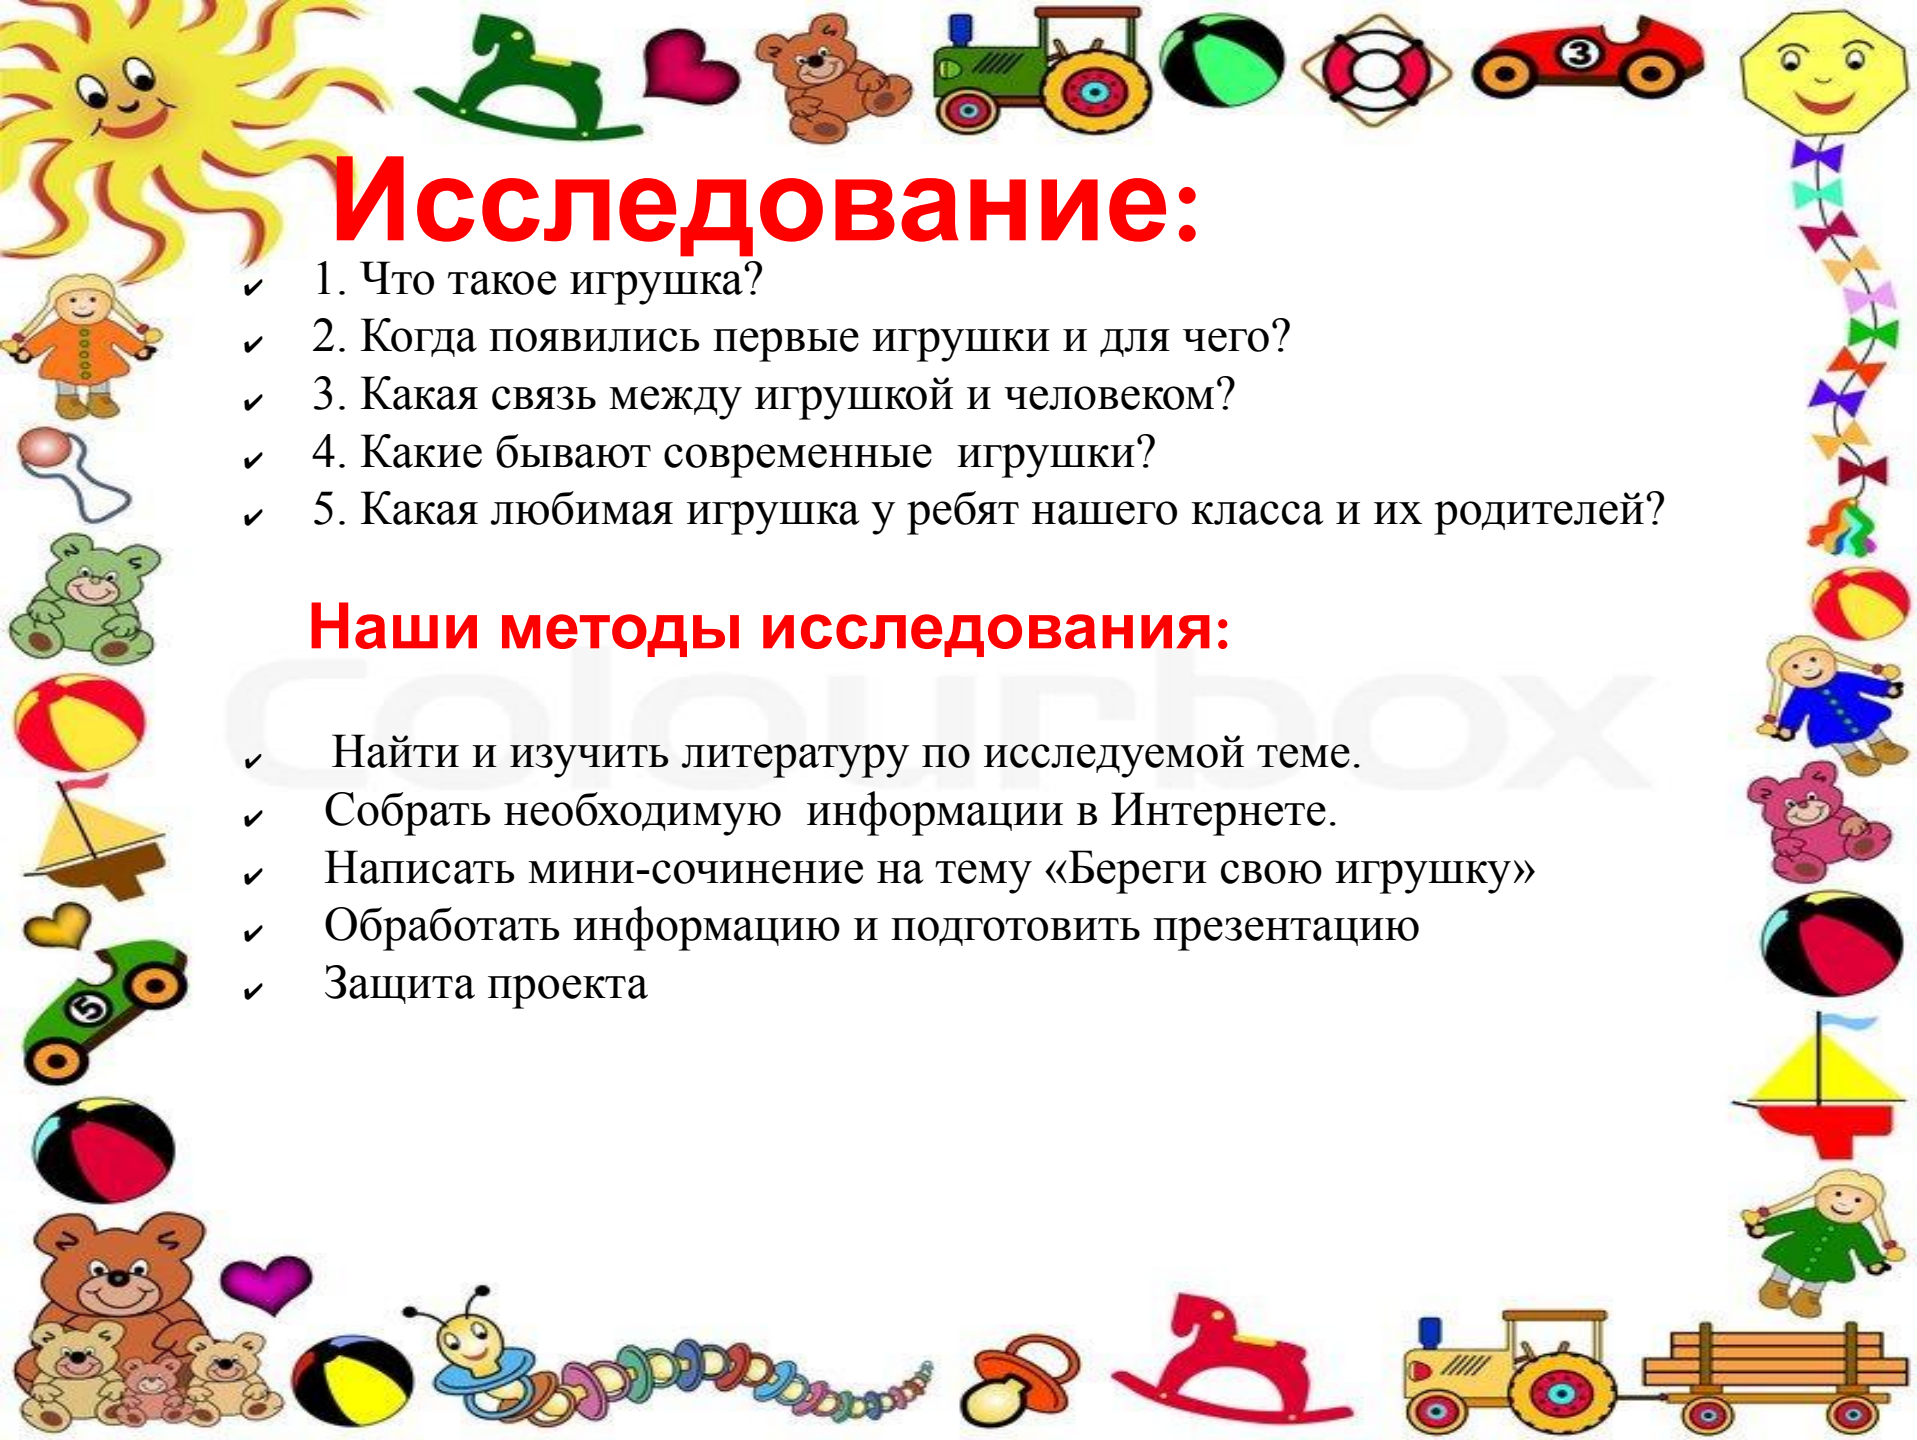 3
Исследование:
✔ 1. Что такое игрушка?
✔ 2. Когда появились первые игрушки и для чего?
✔ 3. Какая связь между игрушкой и человеком?
✔ 4. Какие бывают современные  игрушки?
✔ 5. Какая любимая игрушка у ребят нашего класса и их родителей?
Наши методы исследования:
colourbox
✔ Найти и изучить литературу по исследуемой теме.
✔ Собрать необходимую  информации в Интернете.
✔ Написать мини-сочинение на тему «Береги свою игрушку»
✔ Обработать информацию и подготовить презентацию
✔ Защита проекта
5